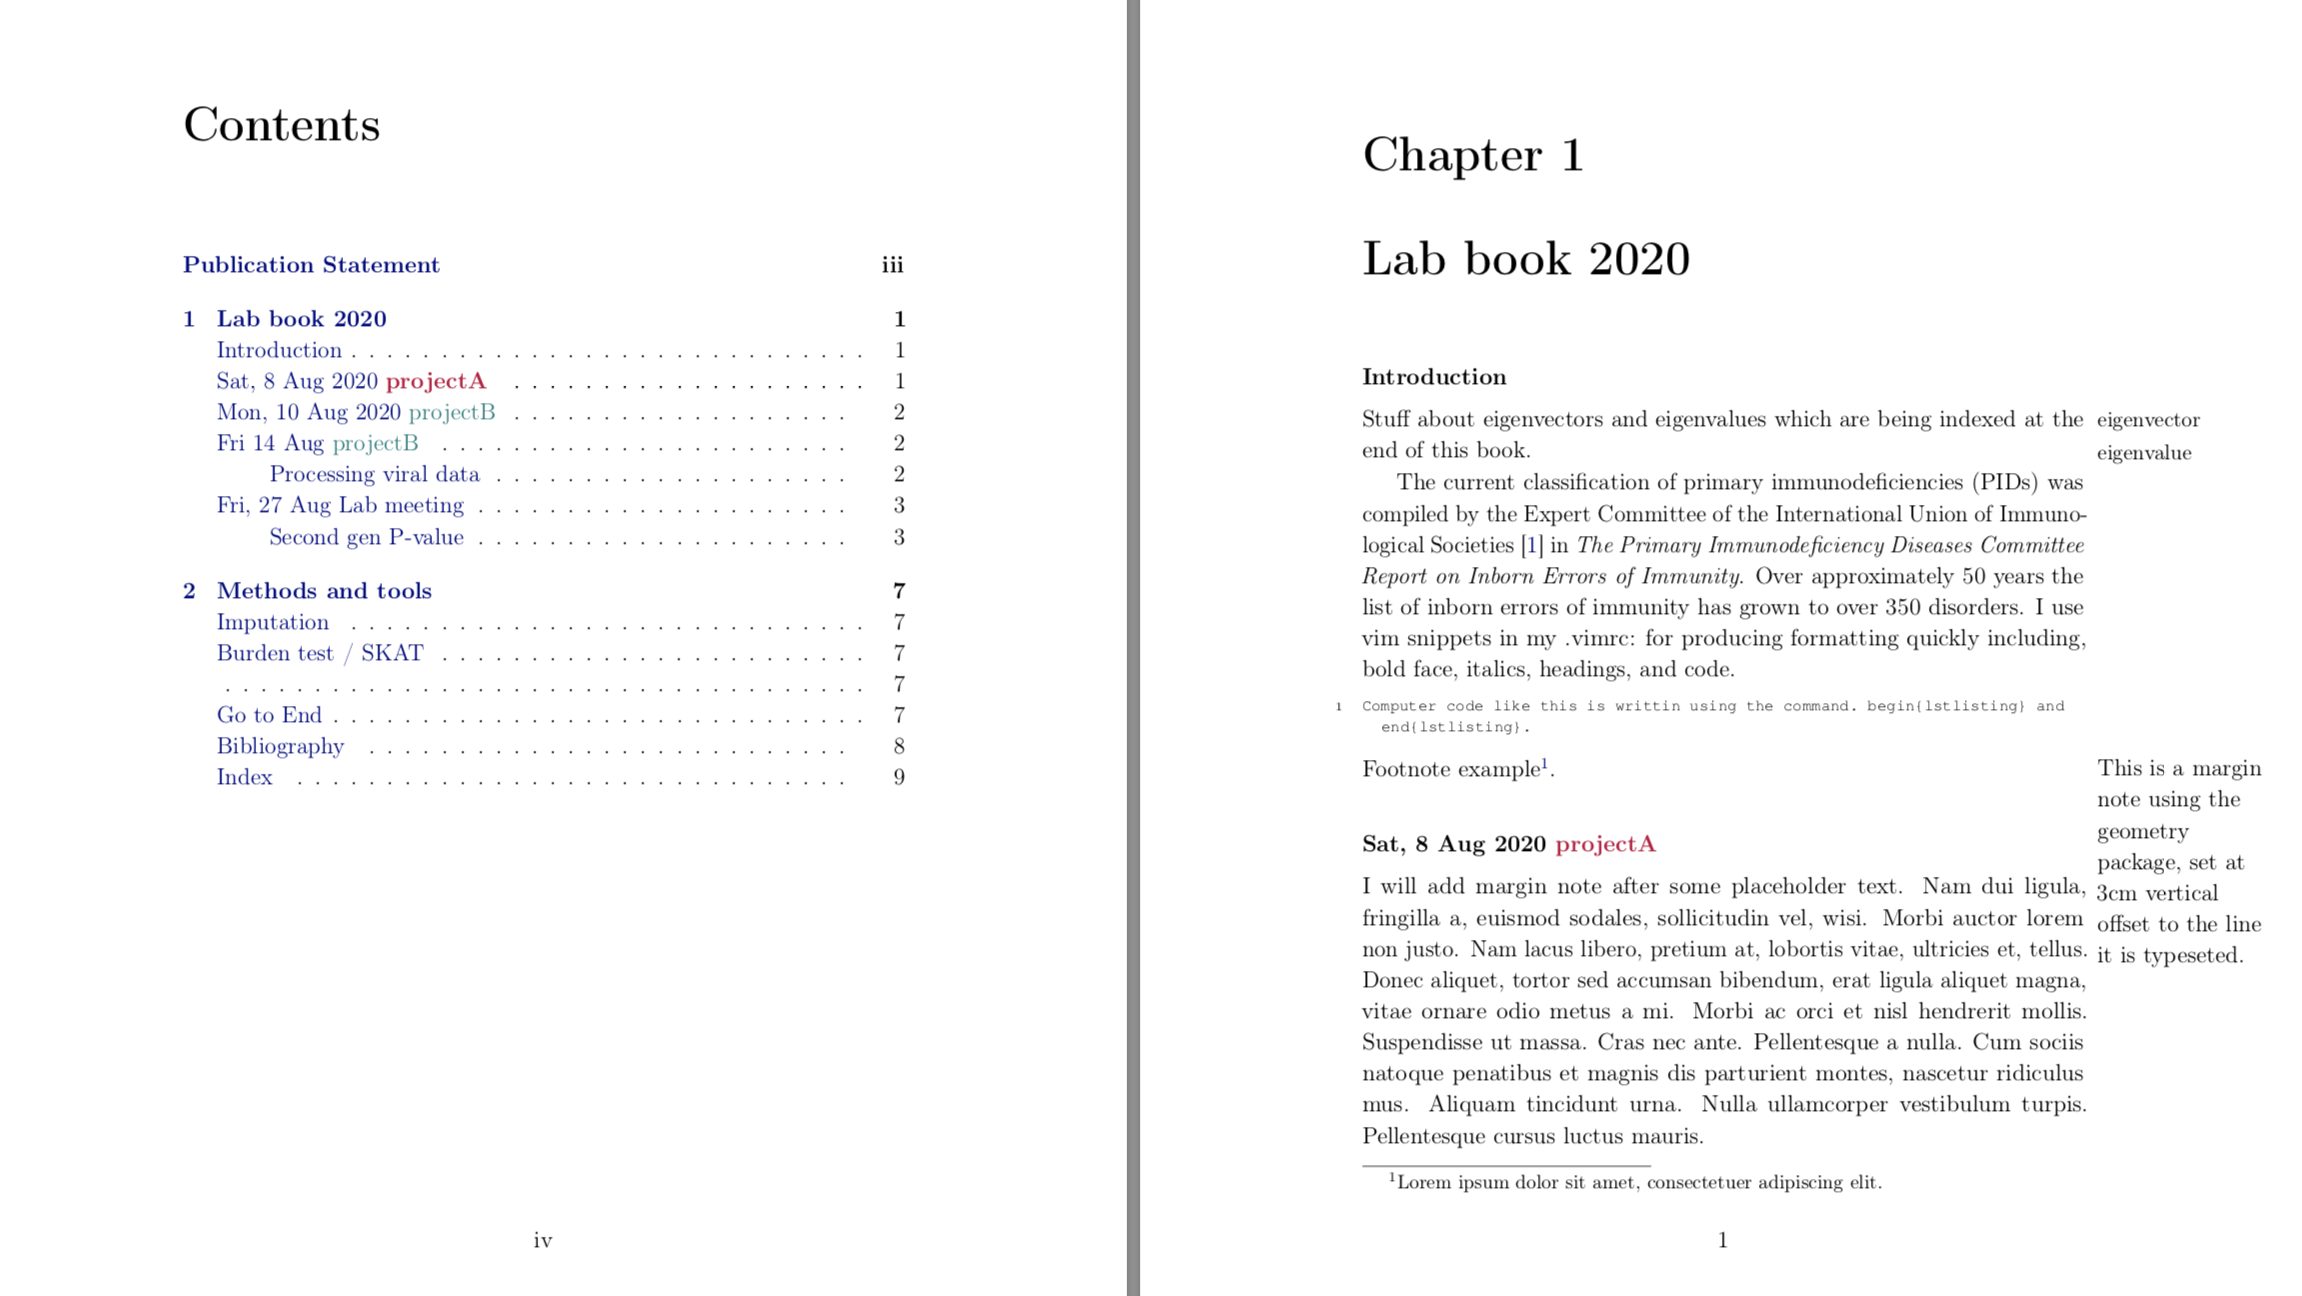 Contents
Publication Statement iii
1 Lab book 2020 1
Introduction . . . . . . . . . . . . . . . . . . . . . . . . . . . . . 1
Sat, 8 Aug 2020 projectA . . . . . . . . . . . . . . . . . . . . 1
Mon, 10 Aug 2020 projectB . . . . . . . . . . . . . . . . . . . 2
Fri 14 Aug projectB . . . . . . . . . . . . . . . . . . . . . . . 2
Processing viral data . . . . . . . . . . . . . . . . . . . . 2
Fri, 27 Aug Lab meeting . . . . . . . . . . . . . . . . . . . . . 3
Second gen P-value . . . . . . . . . . . . . . . . . . . . . 3
2 Methods and tools 7
Imputation . . . . . . . . . . . . . . . . . . . . . . . . . . . . . 7
Burden test / SKAT . . . . . . . . . . . . . . . . . . . . . . . . 7
. . . . . . . . . . . . . . . . . . . . . . . . . . . . . . . . . . . . 7
Go to End . . . . . . . . . . . . . . . . . . . . . . . . . . . . . . 7
Bibliography . . . . . . . . . . . . . . . . . . . . . . . . . . . 8
Index . . . . . . . . . . . . . . . . . . . . . . . . . . . . . . . 9
iv
Chapter 1
Lab book 2020
Introduction
Stuff about eigenvectors and eigenvalues which are being indexed at the
end of this book.
eigenvector
eigenvalue
The current classification of primary immunodeficiencies (PIDs) was
compiled by the Expert Committee of the International Union of Immuno-
logical Societies [1] in The Primary Immunodeficiency Diseases Committee
Report on Inborn Errors of Immunity. Over approximately 50 years the
list of inborn errors of immunity has grown to over 350 disorders. I use
vim snippets in my .vimrc: for producing formatting quickly including,
bold face, italics, headings, and code.
1 Computer code like this is writtin using the command. begin{lstlisting} and
end{lstlisting}.
Footnote example1.
This is a margin
note using the
geometry
package, set at
3cm vertical
offset to the line
it is typeseted.
Sat, 8 Aug 2020 projectA
I will add margin note after some placeholder text. Nam dui ligula,
fringilla a, euismod sodales, sollicitudin vel, wisi. Morbi auctor lorem
non justo. Nam lacus libero, pretium at, lobortis vitae, ultricies et, tellus.
Donec aliquet, tortor sed accumsan bibendum, erat ligula aliquet magna,
vitae ornare odio metus a mi. Morbi ac orci et nisl hendrerit mollis.
Suspendisse ut massa. Cras nec ante. Pellentesque a nulla. Cum sociis
natoque penatibus et magnis dis parturient montes, nascetur ridiculus
mus. Aliquam tincidunt urna. Nulla ullamcorper vestibulum turpis.
Pellentesque cursus luctus mauris.
1Lorem ipsum dolor sit amet, consectetuer adipiscing elit.
1